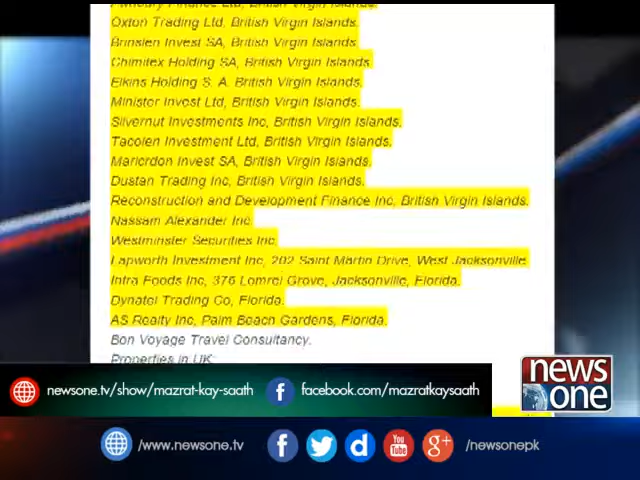 Oxton Trading Ltd, British Virgin Islands.
Brinslen Invest SA, British Virgin Islands.
Chimitex Holding SA, British Virgin Islands.
Elkins Holding S. A. British Virgin Islands.
Minister Invest Ltd, British Virgin Islands.
Silvernut Investments Inc, British Virgin Islands.
Tacolen Investment Ltd, British Virgin Islands.
Marlcrdon Invest SA, British Virgin Islands.
Dustan Trading Inc, British Virgin Islands.
Reconstruction and Development Finance Inc, British Virgin Islands.
Nassam Alexander Inc.
Westminster Securities Inc.
Lapworth Investment Inc, 202 Saint Martin Drive, West Jacksonville.
Intra Foods Inc, 376 Lomrel Grove, Jacksonville, Florida.
Dynatel Trading Co, Florida.
AS Realty Inc, Palm Beach Gardens, Florida.
Bon Voyage Travel Consultancy.
Properties in UK:
newsone.tv/show/mazrat-kay-saath
facebook.com/mazratkaysaath
news
one
/www.newsone.tv
You Tube
g+
/newsonepk